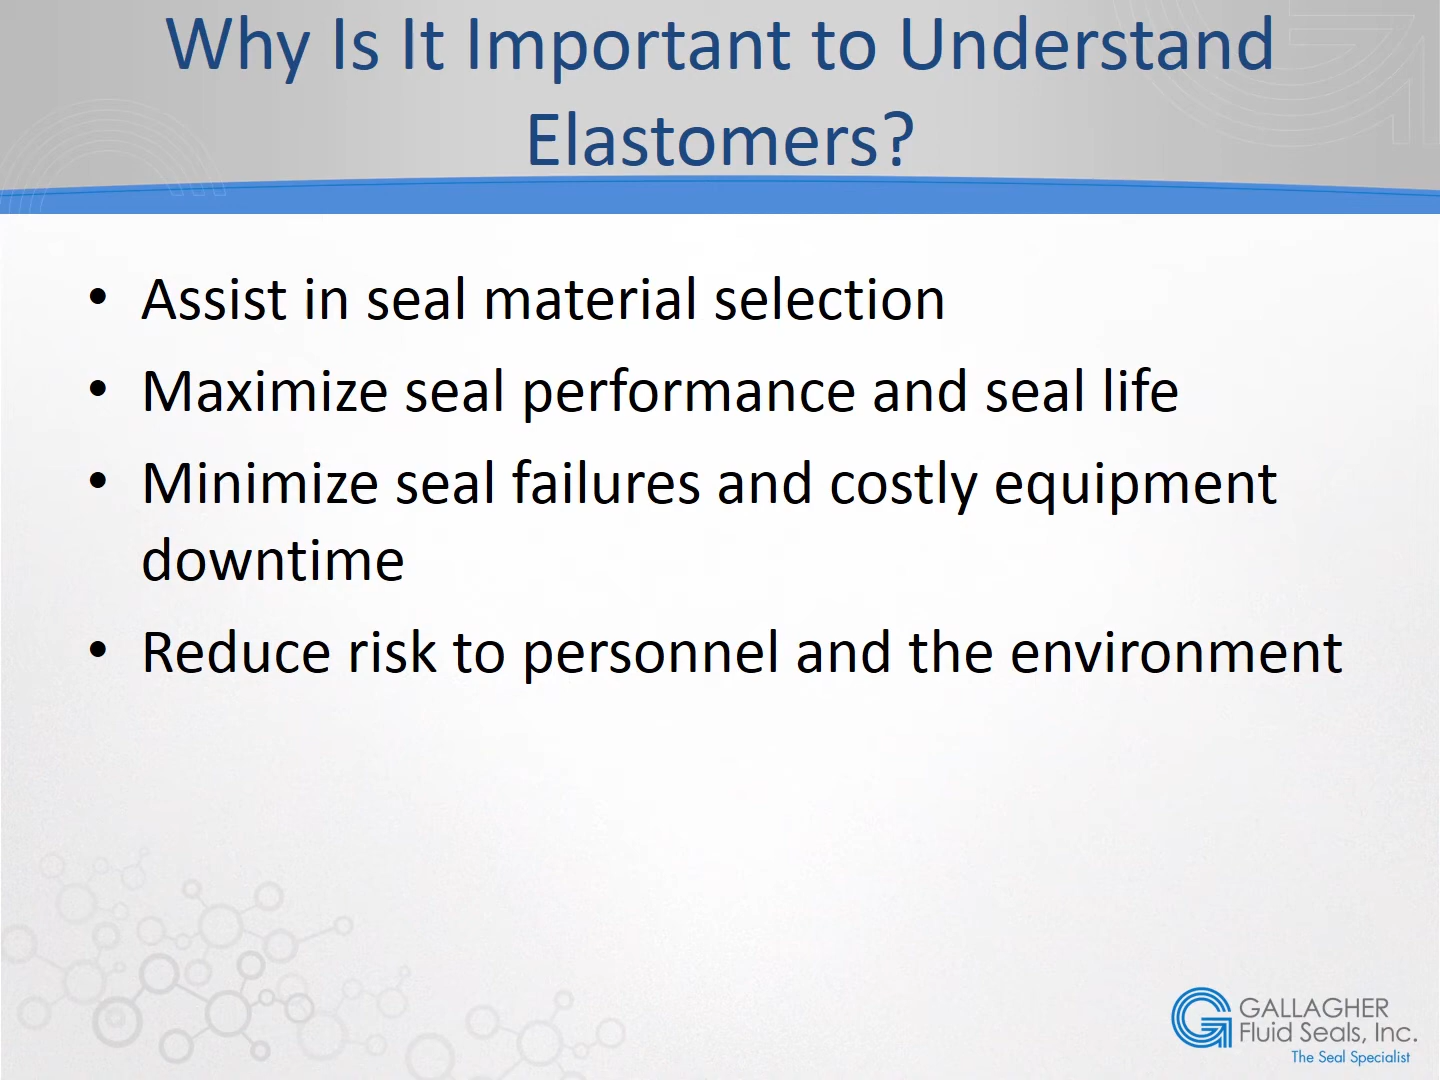 Why Is It Important to Understand
Elastomers?
• Assist in seal material selection
• Maximize seal performance and seal life
• Minimize seal failures and costly equipment
downtime
• Reduce risk to personnel and the environment
GALLAGHER
Fluid Seals, Inc.
The Seal Specialist